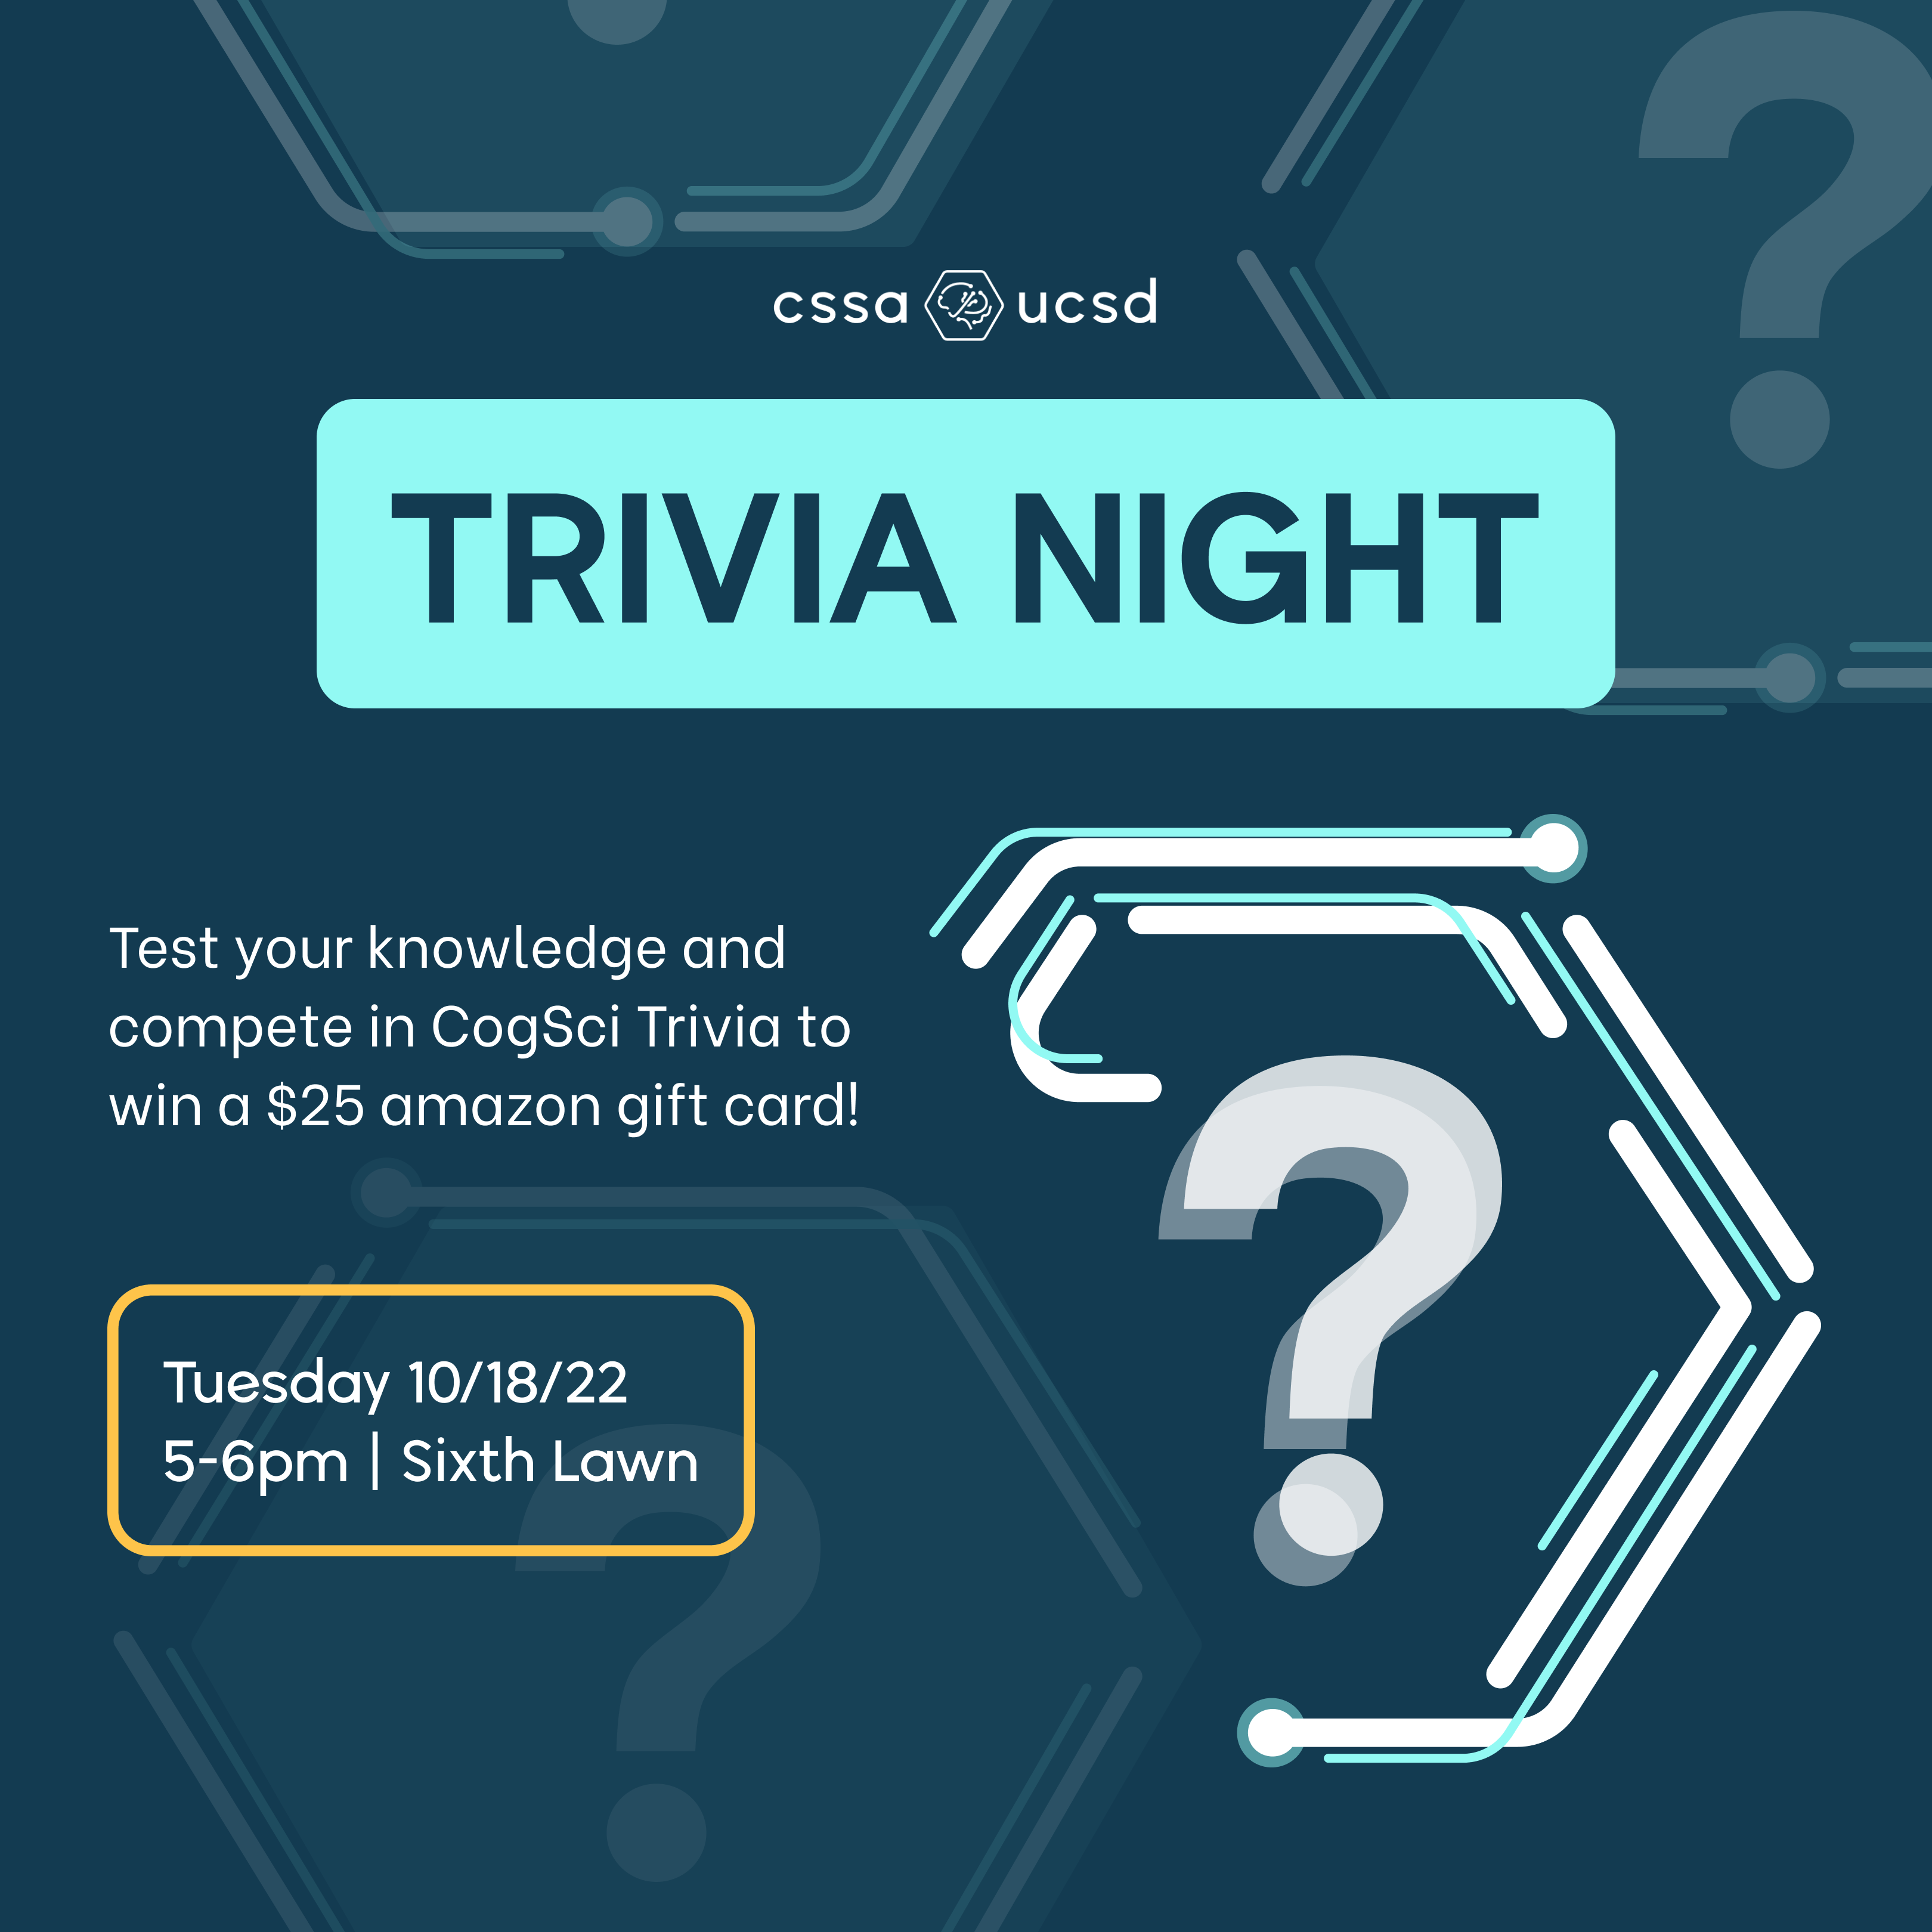 cssa ucsd
TRIVIA NIGHT
Test your knowledge and
compete in CogSci Trivia to
win a $25 amazon gift card!
Tuesday 10/18/22
5-6pm | Sixth Lawn
?
?
?